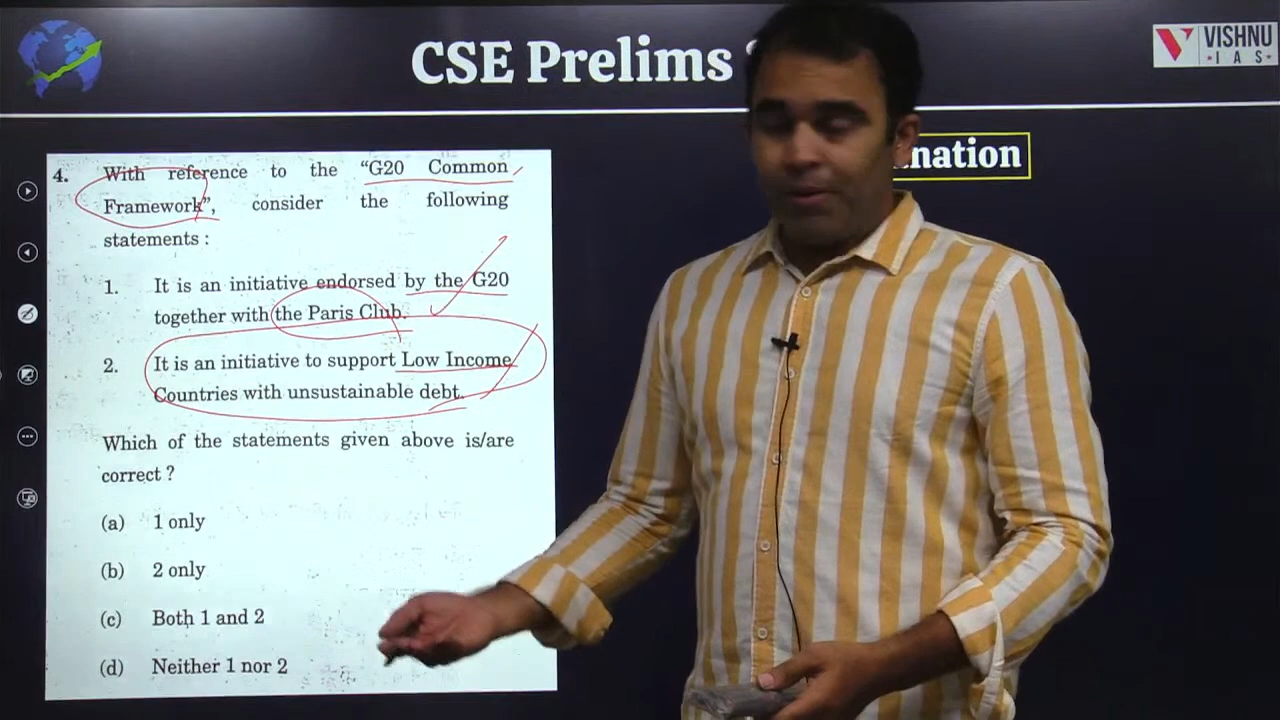 CSE Prelims
VISHNU
IAS
nation
4. With reference to the "G20 Common
Framework", consider the following
statements :
1. It is an initiative endorsed by the G20
together with the Paris Club.
2. It is an initiative to support Low Income
Countries with unsustainable debt.
Which of the statements given above is/are
correct ?
(a) 1 only
(b) 2 only
(c) Both 1 and 2
(d) Neither 1 nor 2